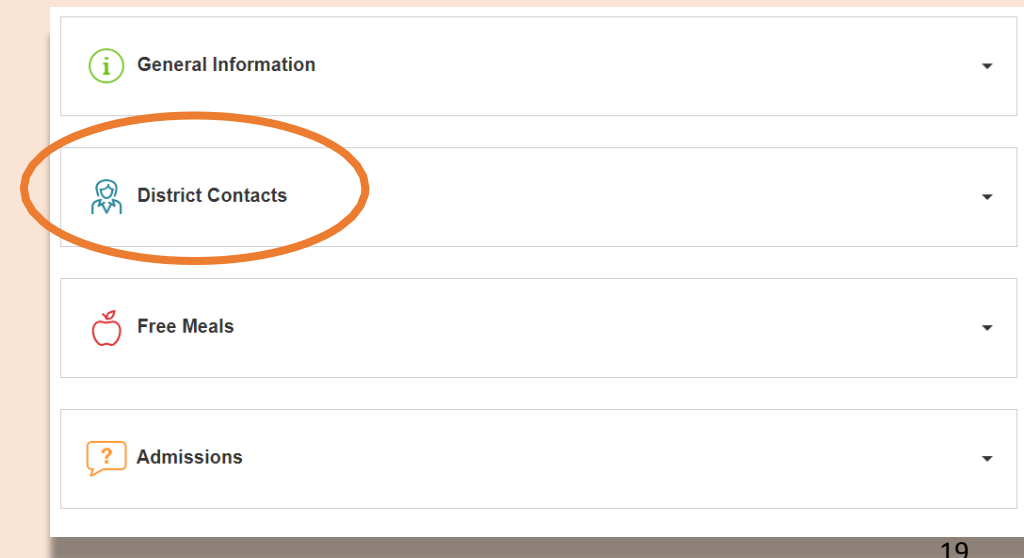 General Information
District Contacts
Free Meals
Admissions
19